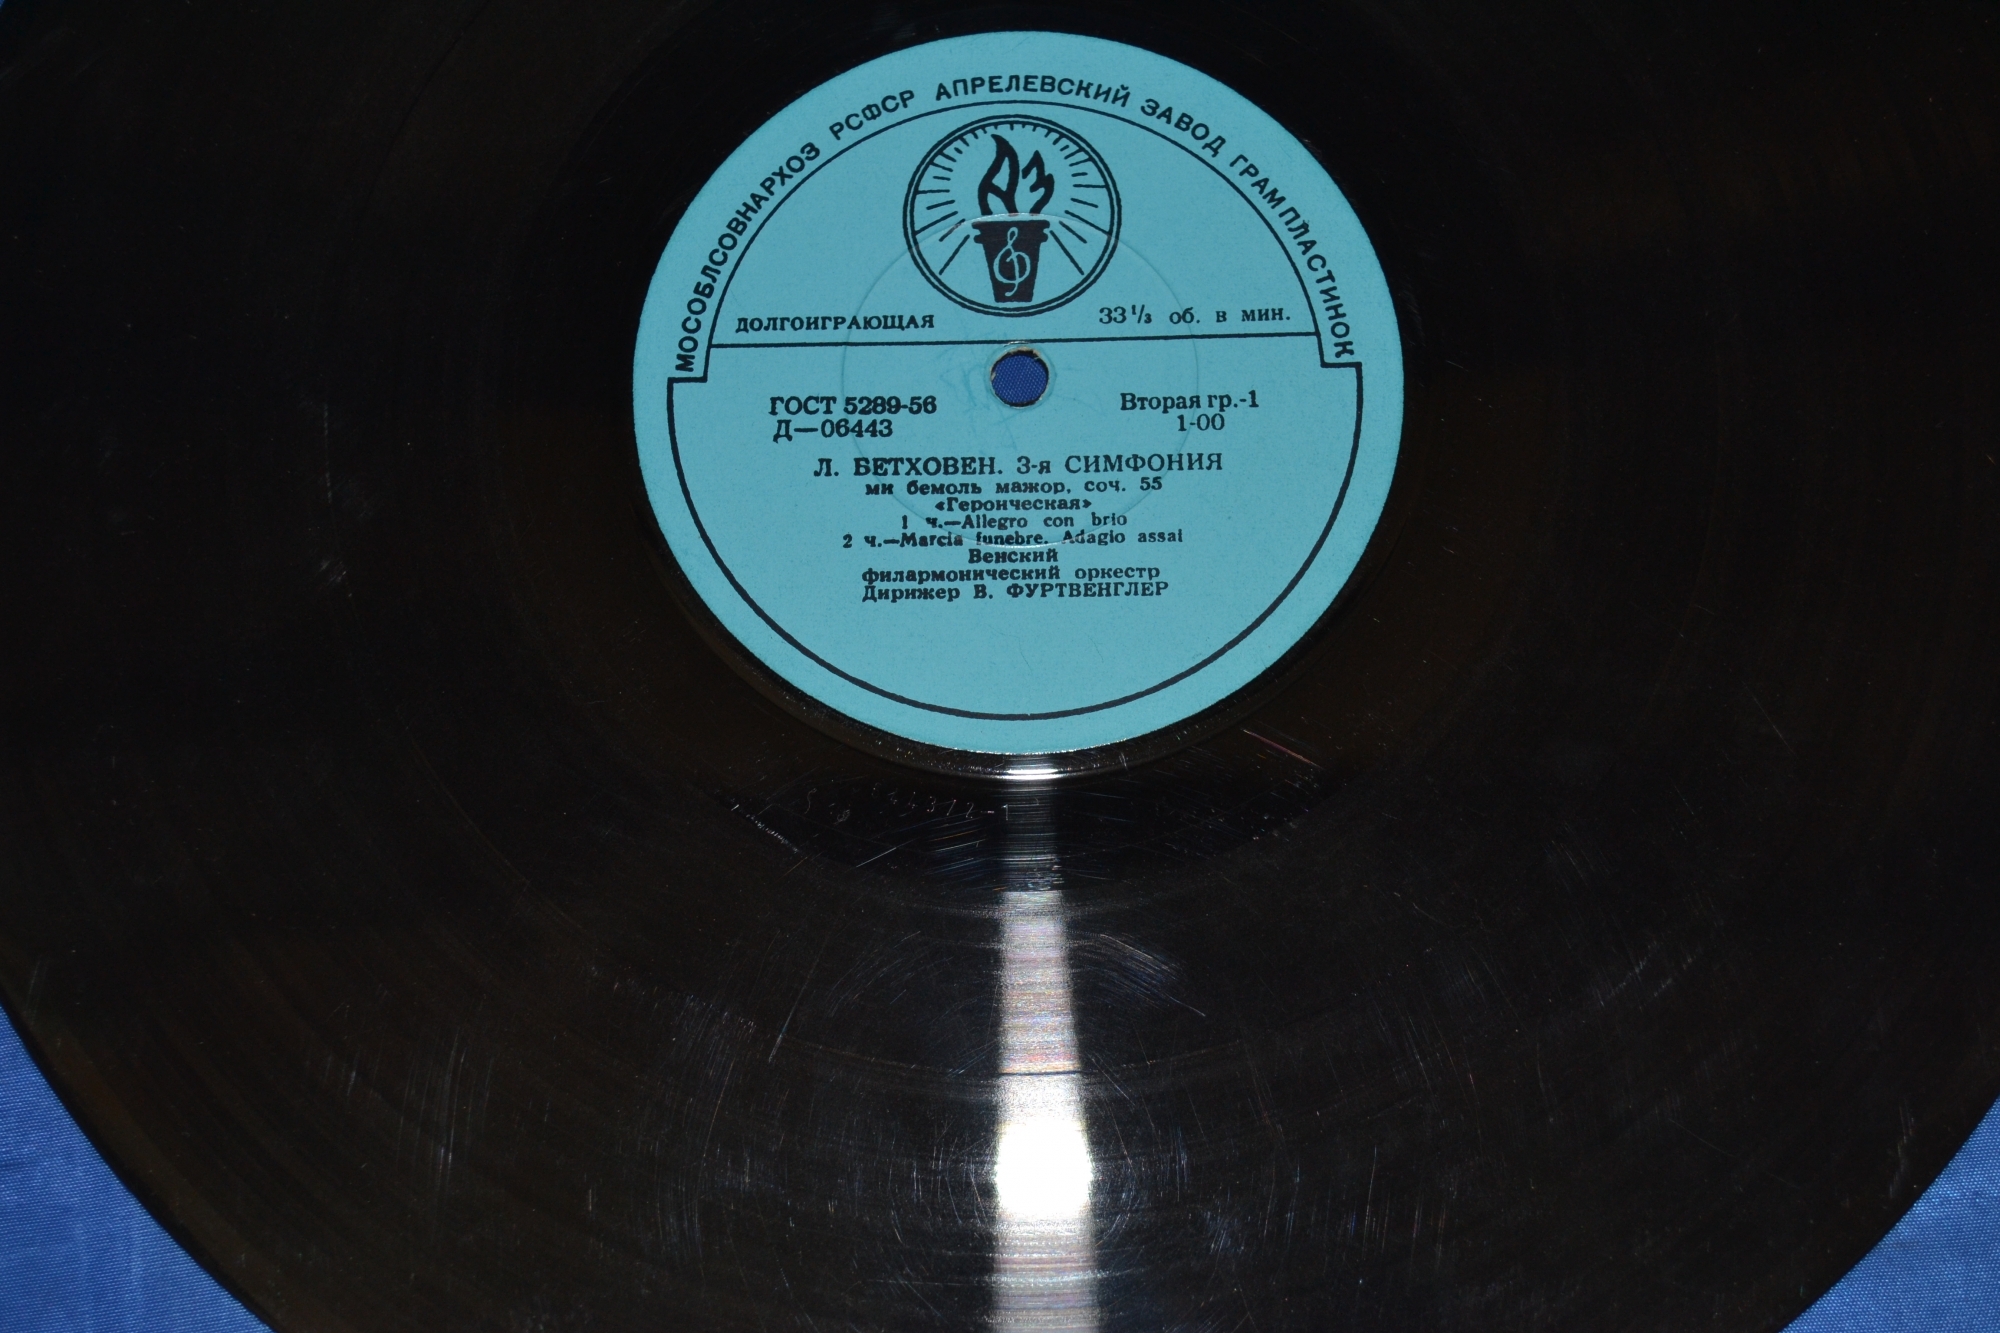 МОСОБЛСОВНАРХОЗ РСФСР АПРЕЛЕВСКИЙ ЗАВОД ГРАМПЛАСТИНОК
АЗ
ДОЛГОИГРАЮЩАЯ 33 1/3 об. в мин.
ГОСТ 5289-56 Вторая гр.-1
Д—06443 1-00
Л. БЕТХОВЕН. 3-я СИМФОНИЯ
ми бемоль мажор, соч. 55
«Героическая»
1 ч.—Allegro con brio
2 ч.—Marcia funebre. Adagio assai
Венский
филармонический оркестр
Дирижер В. ФУРТВЕНГЛЕР